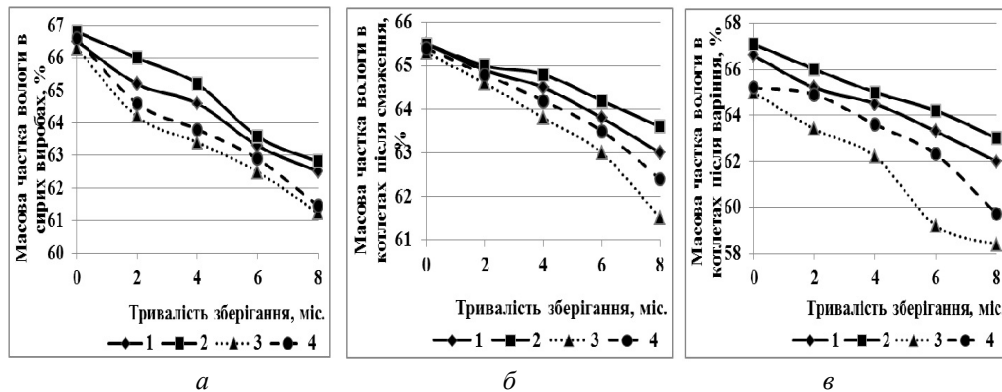 Масова частка вологи в
сирих виробах, %
67
66
65
64
63
62
61
60
0 2 4 6 8
Тривалість зберігання, міс.
1 2 3 4
а
Масова частка вологи в
котлетах після смаження,
%
66
65
64
63
62
61
0 2 4 6 8
Тривалість зберігання, міс.
1 2 3 4
б
Масова частка вологи в
котлетах після варіння, %
68
66
64
62
60
58
0 2 4 6 8
Тривалість зберігання, міс.
1 2 3 4
в